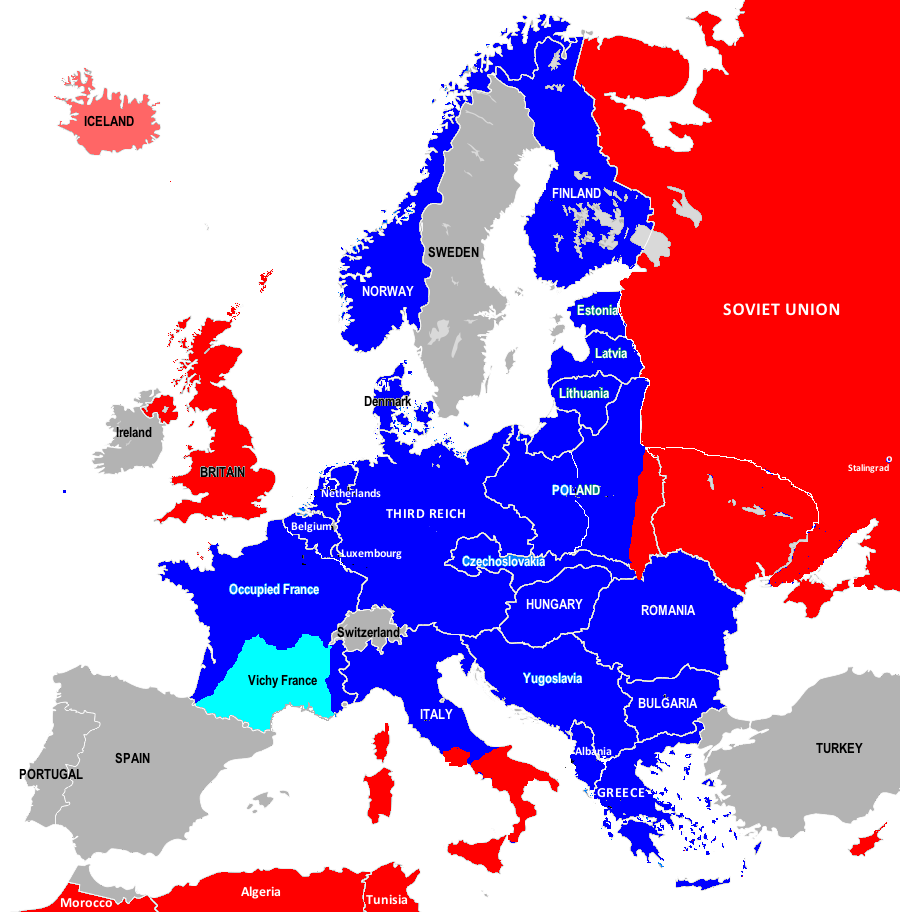 ICELAND
FINLAND
SWEDEN
NORWAY
SOVIET UNION
Estonia
Latvia
Denmark
Lithuania
Ireland
BRITAIN
Stalingrad
Netherlands
POLAND
THIRD REICH
Belgium
Luxembourg
Czechoslovakia
Occupied France
HUNGARY
ROMANIA
Switzerland
Vichy France
Yugoslavia
BULGARIA
ITALY
SPAIN
Albania
TURKEY
PORTUGAL
GREECE
Algeria
Morocco
Tunisia